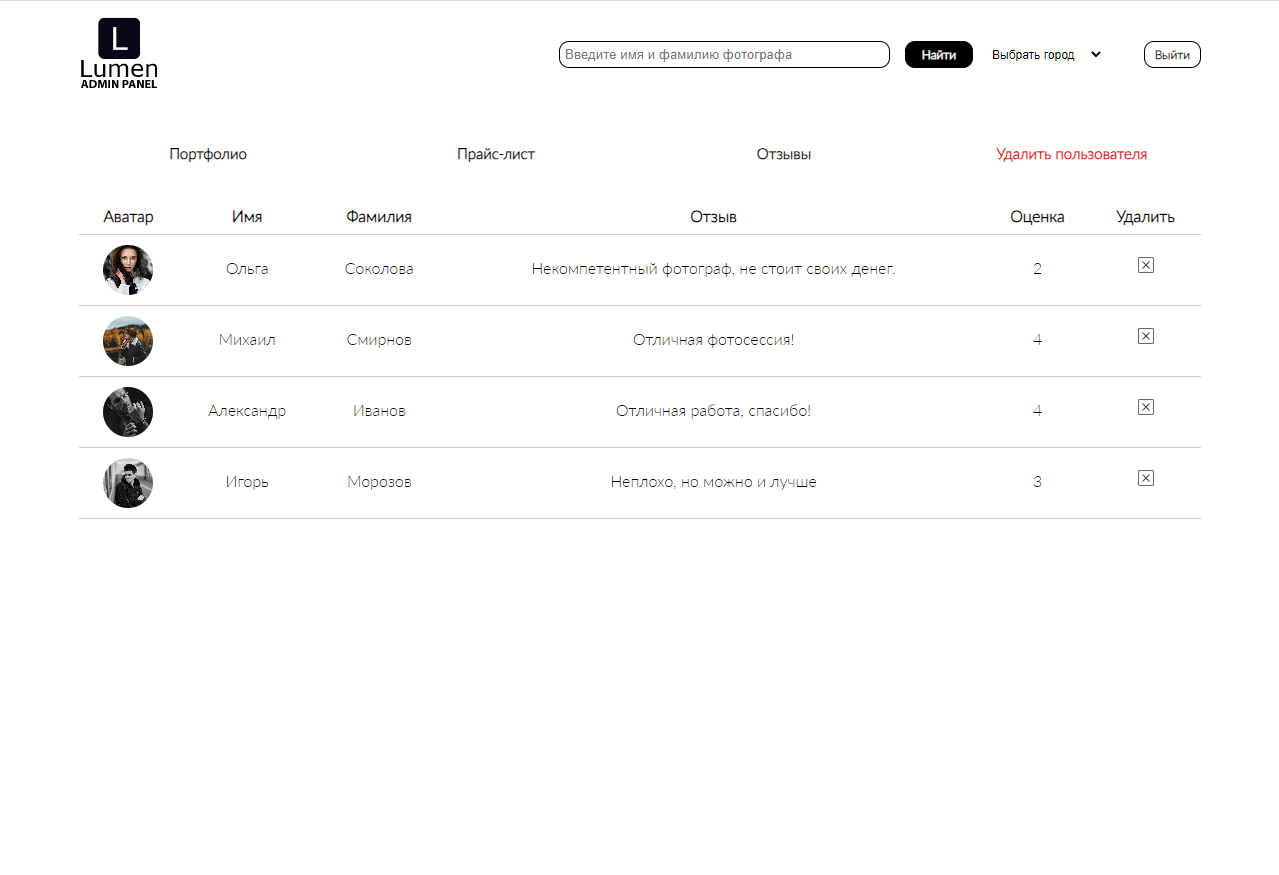 L
Lumen
ADMIN PANEL
Введите имя и фамилию фотографа Найти Выбрать город Выйти
Портфолио Прайс-лист Отзывы Удалить пользователя
Аватар Имя Фамилия Отзыв Оценка Удалить
Ольга Соколова Некомпетентный фотограф, не стоит своих денег. 2
Михаил Смирнов Отличная фотосессия! 4
Александр Иванов Отличная работа, спасибо! 4
Игорь Морозов Неплохо, но можно и лучше 3